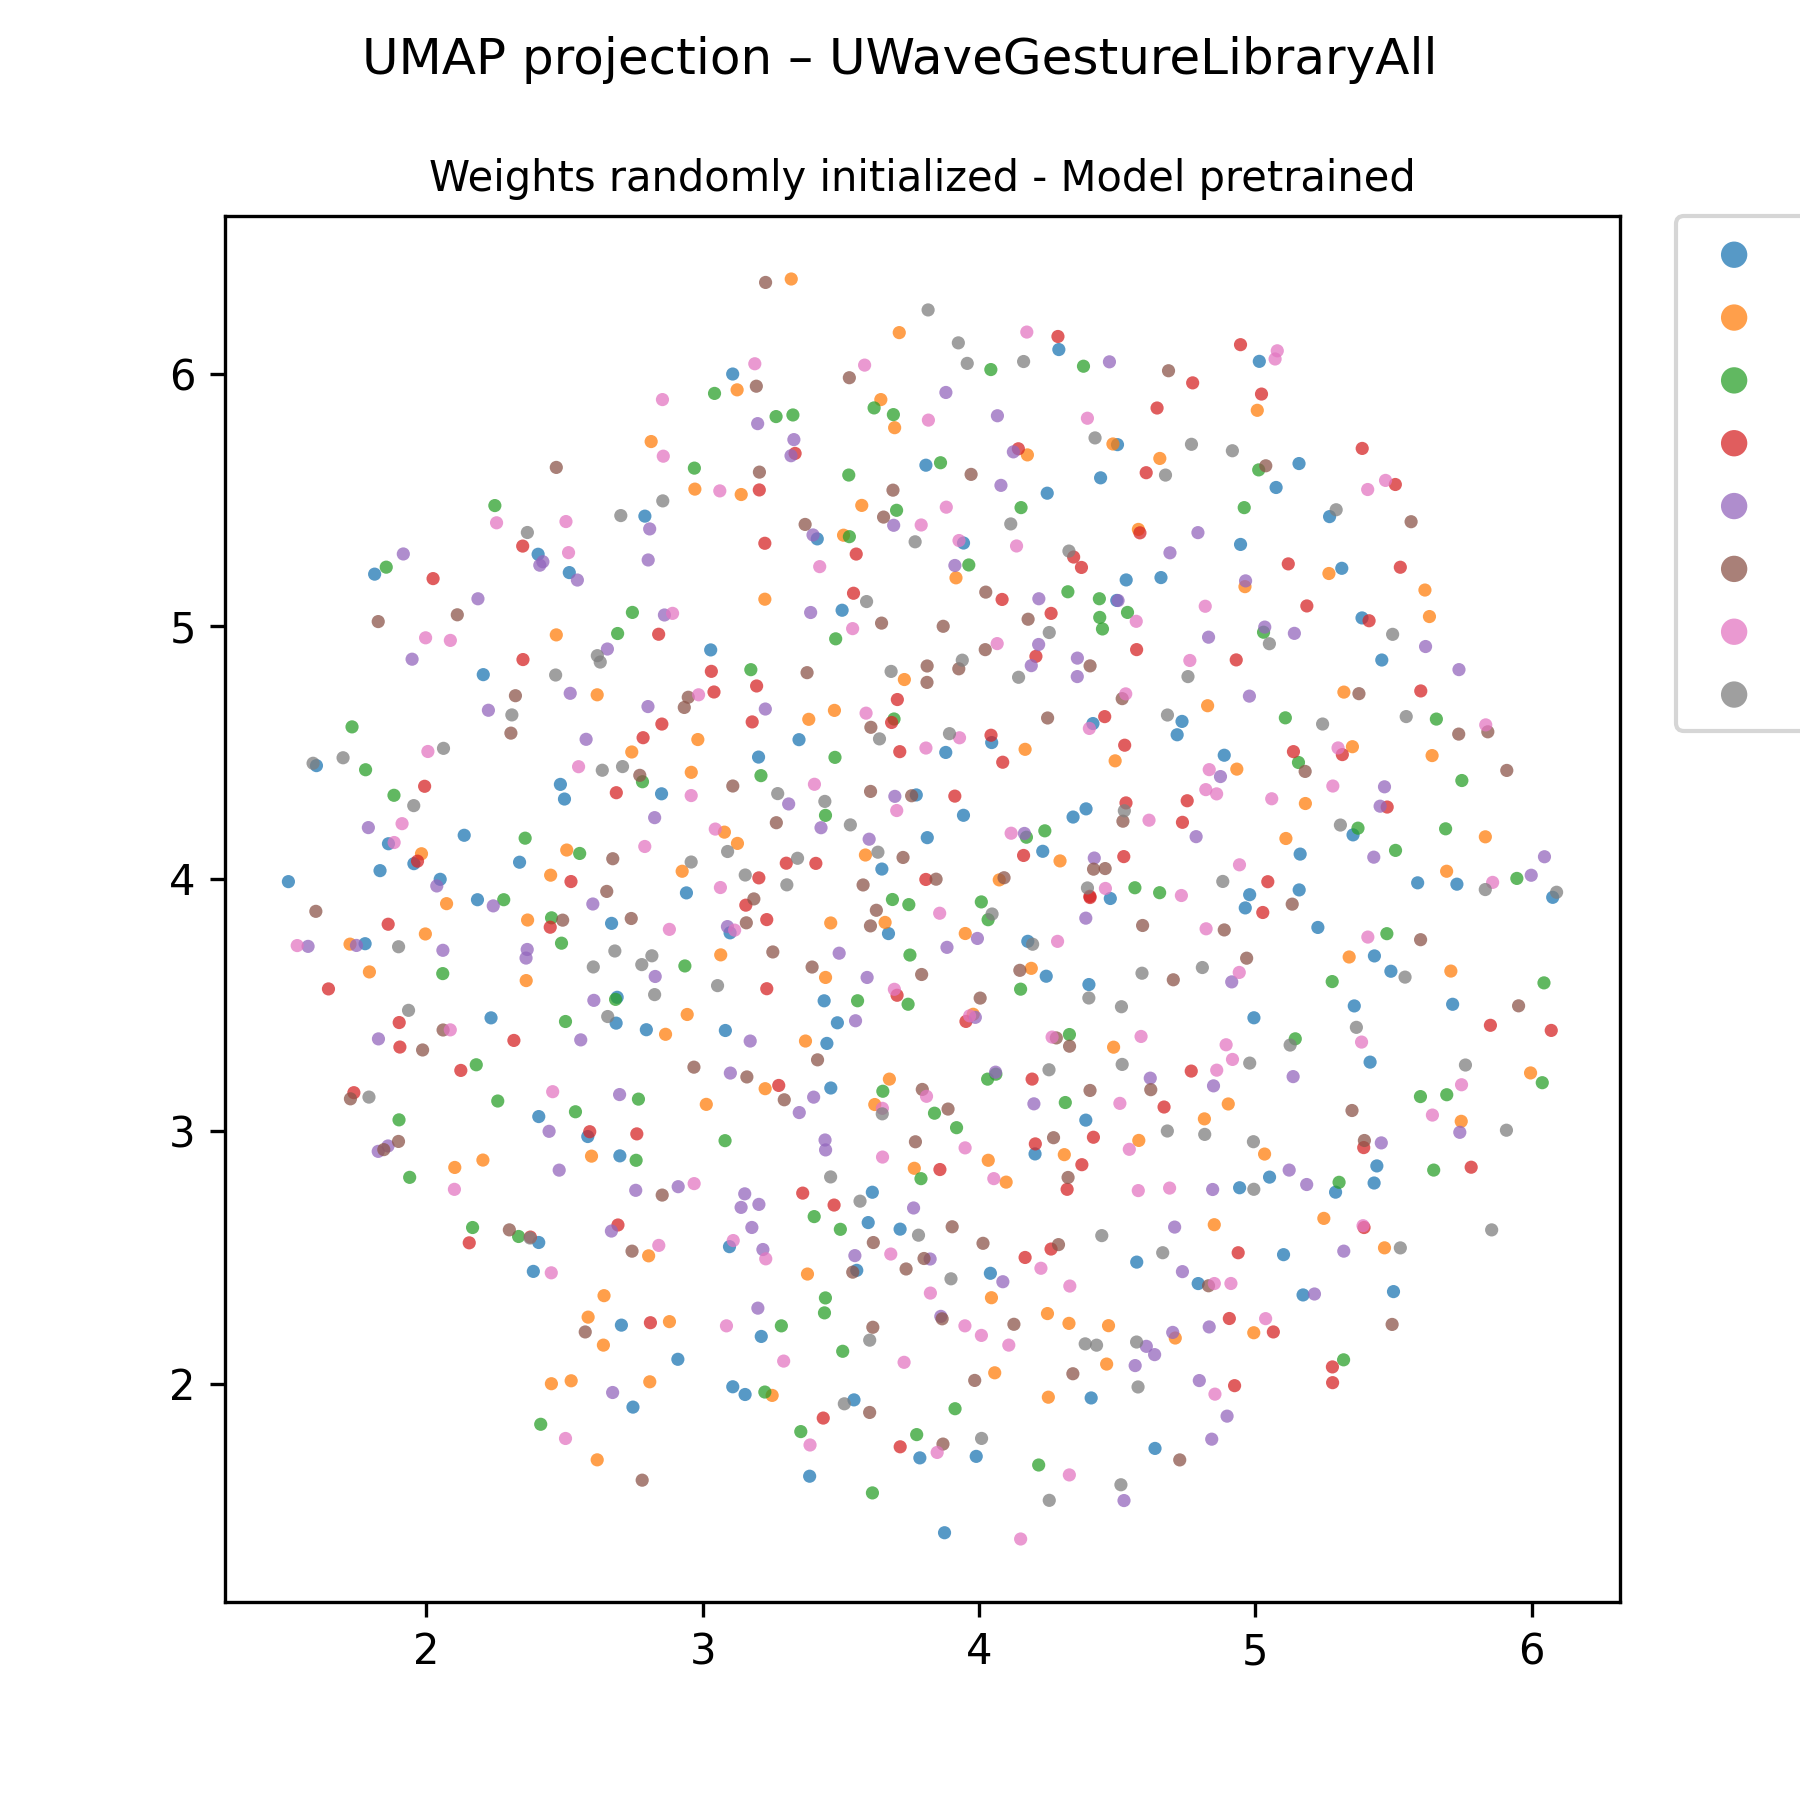 UMAP projection – UWaveGestureLibraryAll
Weights randomly initialized - Model pretrained
6
5
4
3
2
2 3 4 5 6